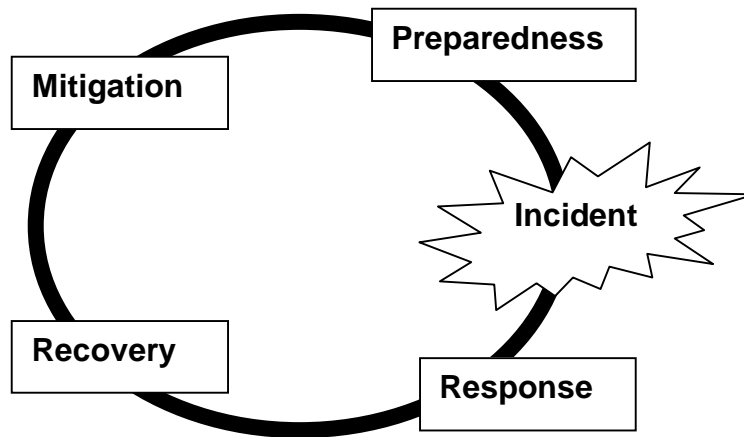 Preparedness
Mitigation
Incident
Recovery
Response